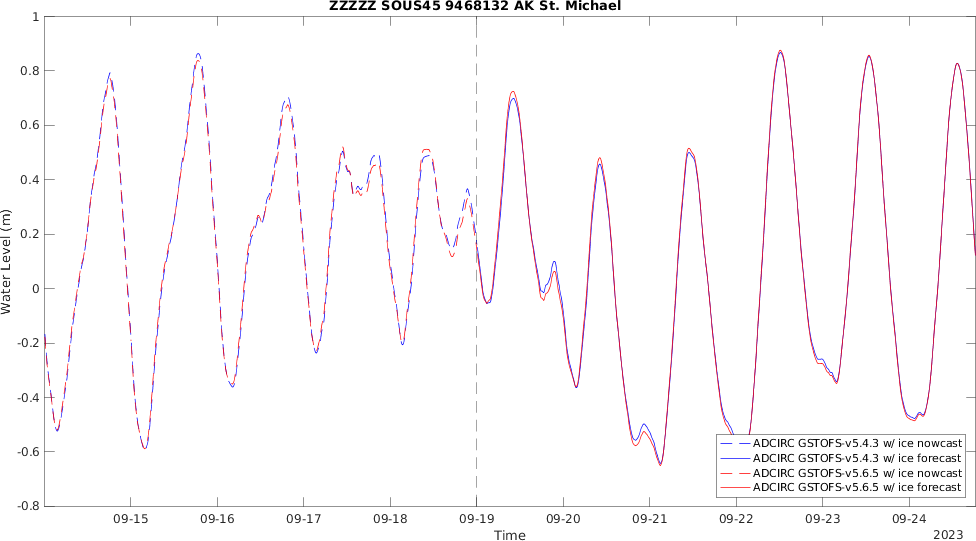 ZZZZZ SOUS45 9468132 AK St. Michael
Water Level (m)
1
0.8
0.6
0.4
0.2
0
-0.2
-0.4
-0.6
-0.8
ADCIRC GSTOFS-v5.4.3 w/ ice nowcast
ADCIRC GSTOFS-v5.4.3 w/ ice forecast
ADCIRC GSTOFS-v5.6.5 w/ ice nowcast
ADCIRC GSTOFS-v5.6.5 w/ ice forecast
09-15 09-16 09-17 09-18 09-19 09-20 09-21 09-22 09-23 09-24
Time
2023